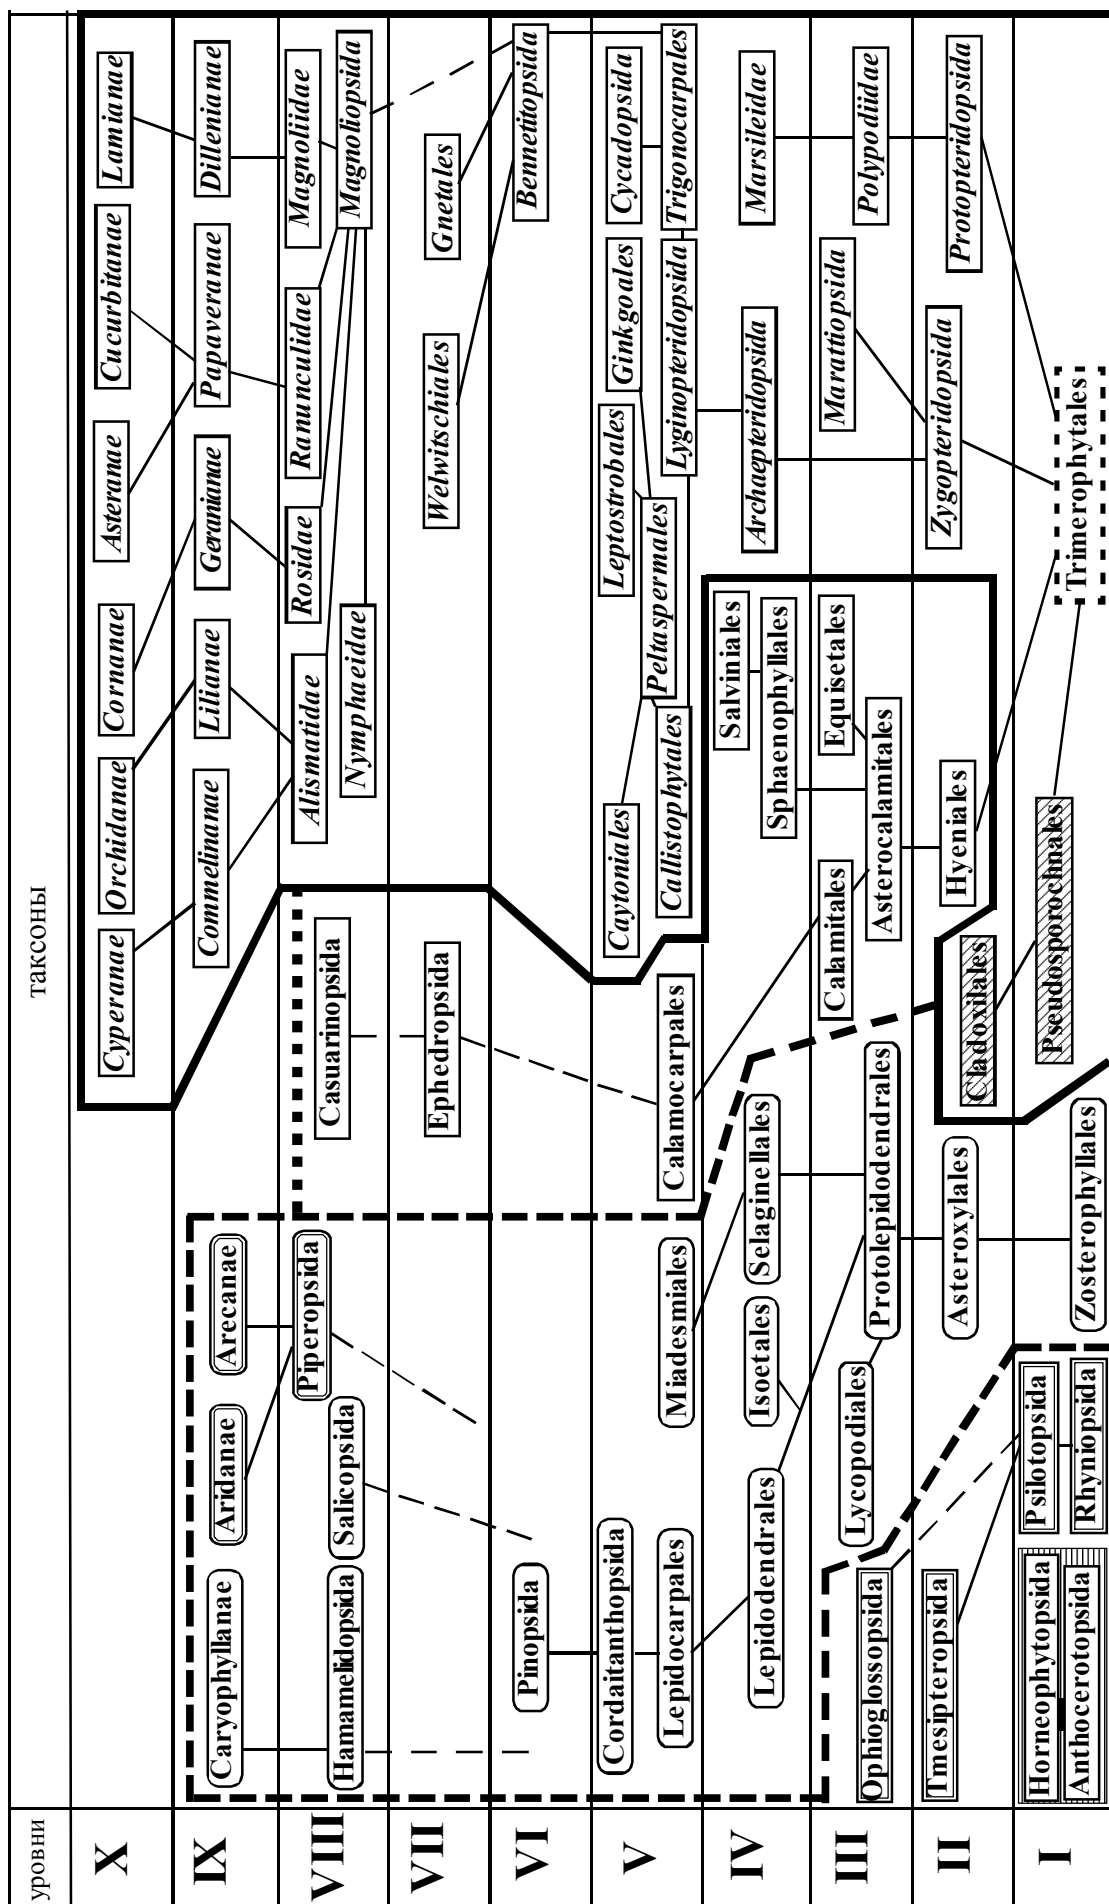 уровни таксоны
X Cyperanae Orchidanae Cornanae Asteranae Cucurbitanae Lamianae
IX Caryophyllanae Aridanae Arecanae Commelinanae Lilianae Geranianae Papaveranae Dillenianae
VIII Hamamelidopsida Salicopsida Piperopsida Casuarinopsida Alismatidae Nymphaeidae Rosidae Ranunculidae Magnoliidae Magnoliopsida
VII Ephedropsida Welwitschiales Gnetales
VI Pinopsida Bennetitopsida
V Cordaitanthopsida Caytoniales Leptostrobales Ginkgoales Cycadopsida
Peltaspermales
Lepidocarpales Miadesmiales Calamocarpales Callistophytales Lyginopteridopsida Trigonocarpales
IV Lepidodendrales Isoetales Selaginellales Salviniales Sphaenophyllales Archaepteridopsida Marsileidae
III Ophioglossopsida Lycopodiales Protolepidodendrales Calamitales Asterocalamitales Equisetales Marattiopsida Polypodiidae
II Tmesipteropsida Asteroxylales Cladoxilales Hyeniales Zygopteridopsida Protopteridopsida
I Horneophytopsida Psilotopsida Pseudosporochnales Trimerophytales
Anthocerotopsida Rhyniopsida Zosterophyllales